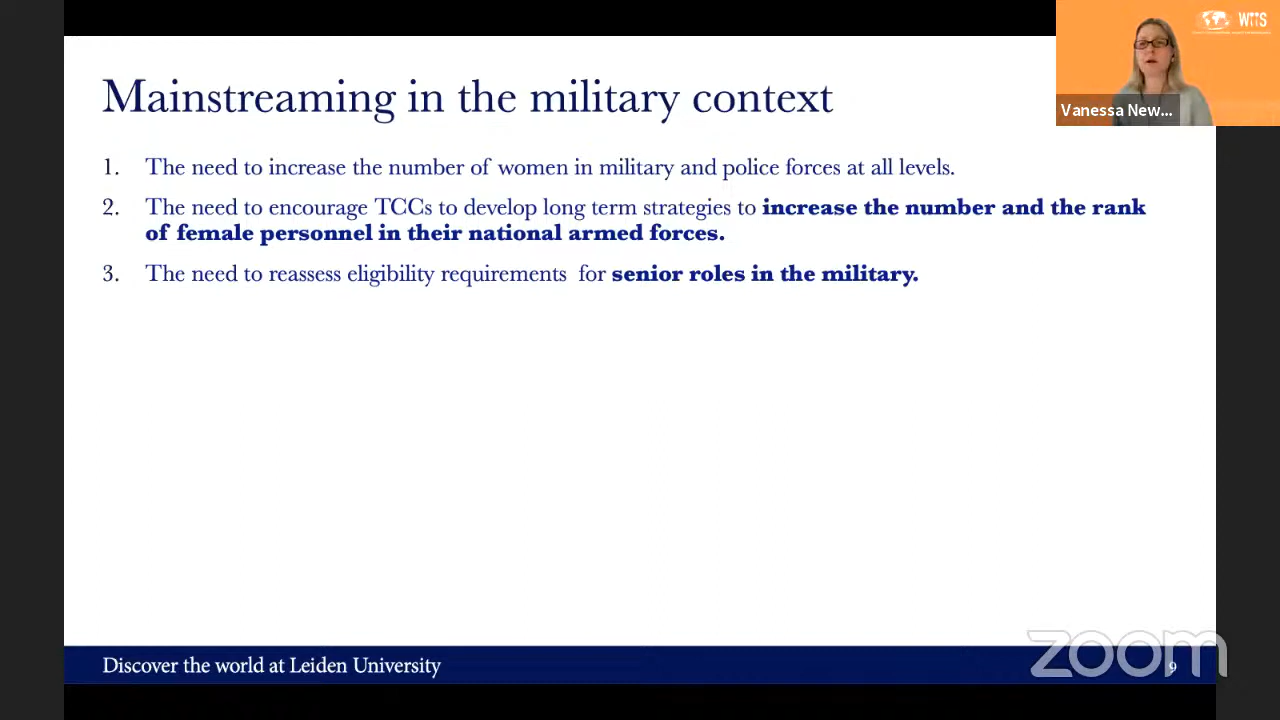 WIIS
Mainstreaming in the military context
Vanessa New...
1. The need to increase the number of women in military and police forces at all levels.
2. The need to encourage TCCs to develop long term strategies to increase the number and the rank
of female personnel in their national armed forces.
3. The need to reassess eligibility requirements for senior roles in the military.
Discover the world at Leiden University
zoom
9